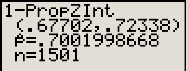 1-PropZInt
(.67702,.72338)
p̂=.7001998668
n=1501